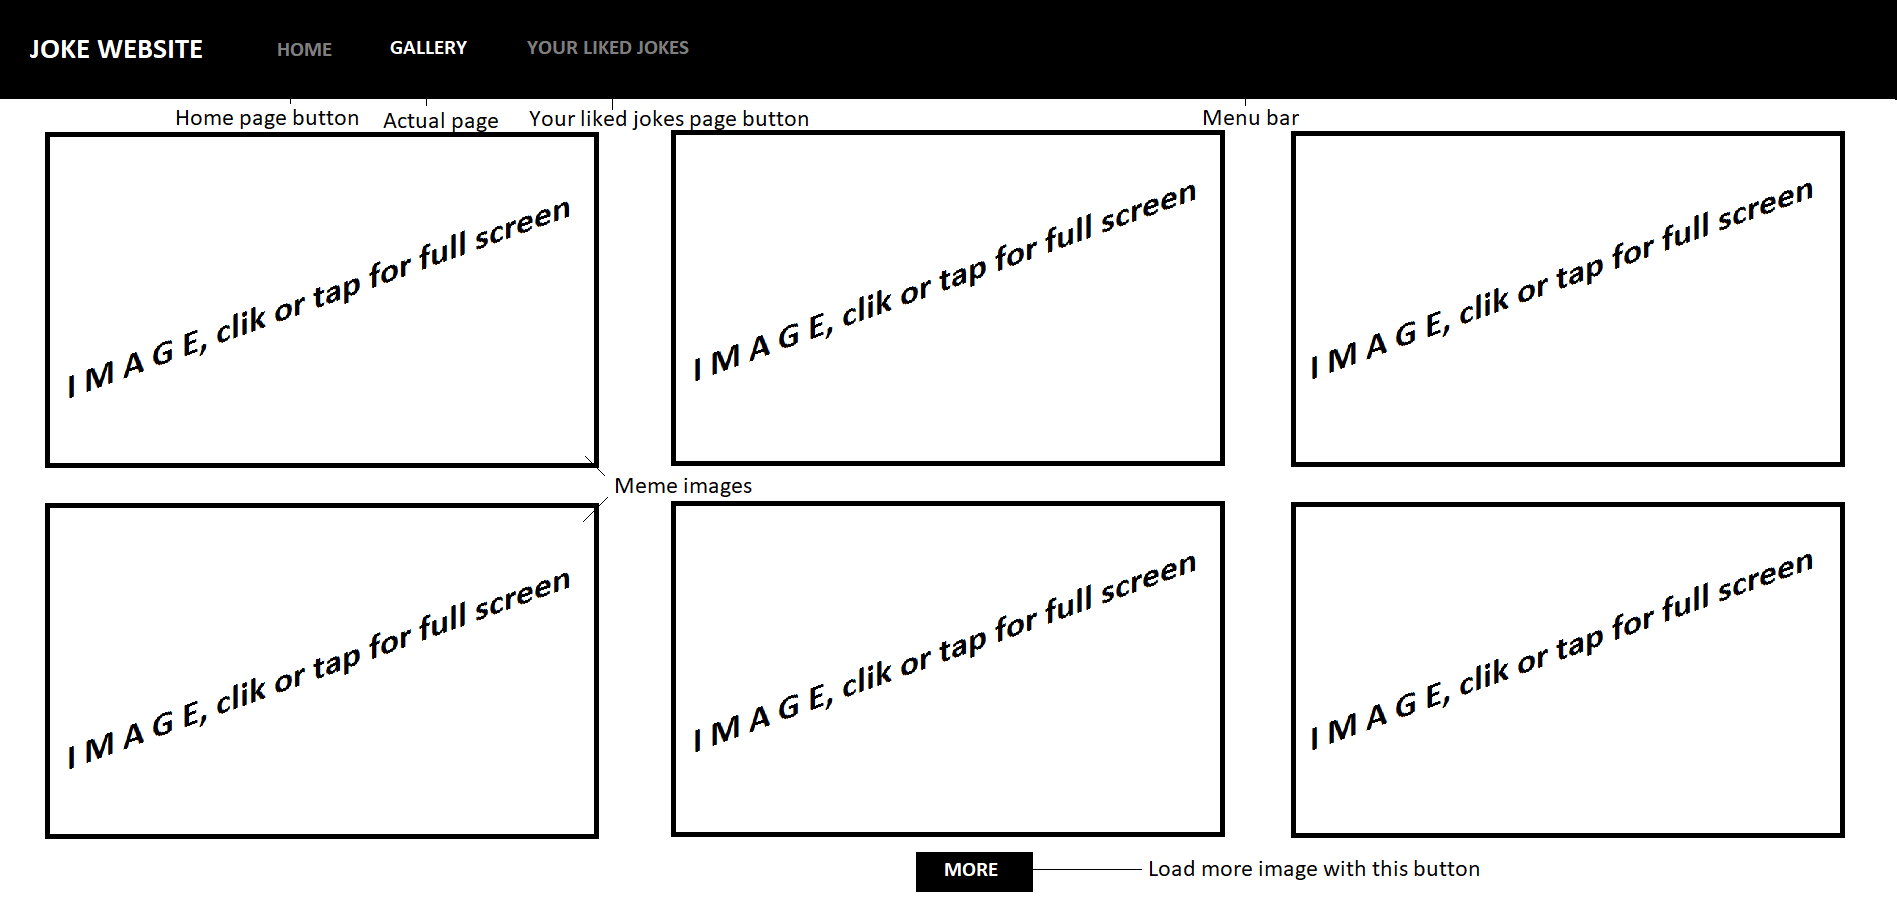 JOKE WEBSITE HOME GALLERY YOUR LIKED JOKES
Home page button Actual page Your liked jokes page button Menu bar
I M A G E, clik or tap for full screen
I M A G E, clik or tap for full screen
I M A G E, clik or tap for full screen
Meme images
I M A G E, clik or tap for full screen
I M A G E, clik or tap for full screen
I M A G E, clik or tap for full screen
MORE Load more image with this button